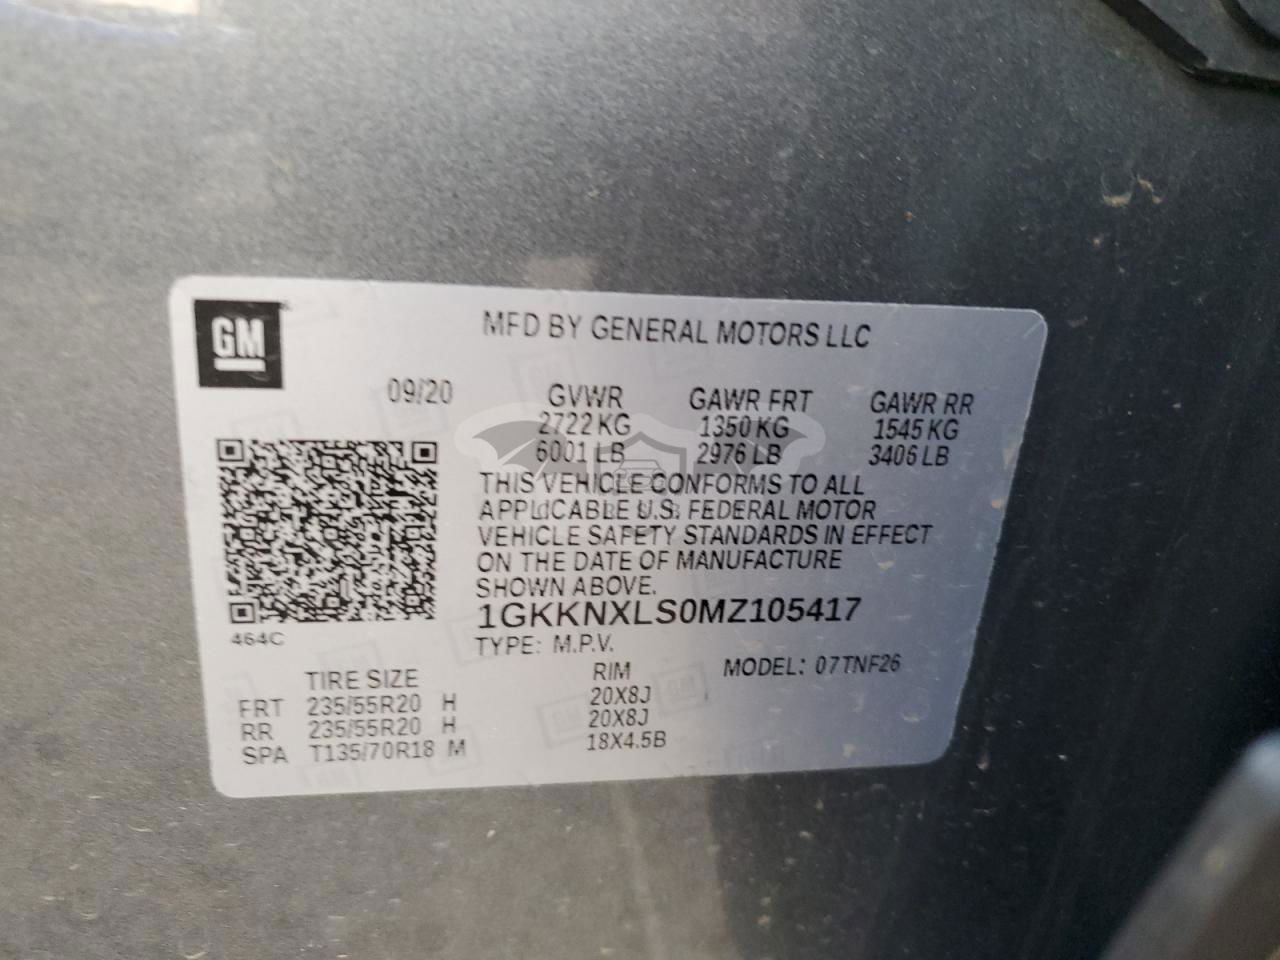 GM
MFD BY GENERAL MOTORS LLC
09/20 GVWR GAWR FRT GAWR RR
2722 KG 1350 KG 1545 KG
6001 LB 2976 LB 3406 LB
THIS VEHICLE CONFORMS TO ALL
APPLICABLE U.S. FEDERAL MOTOR
VEHICLE SAFETY STANDARDS IN EFFECT
ON THE DATE OF MANUFACTURE
SHOWN ABOVE.
1GKKNXLS0MZ105417
464C
TYPE: M.P.V.
TIRE SIZE RIM MODEL: 07TNF26
FRT 235/55R20 H 20X8J
RR 235/55R20 H 20X8J
SPA T135/70R18 M 18X4.5B